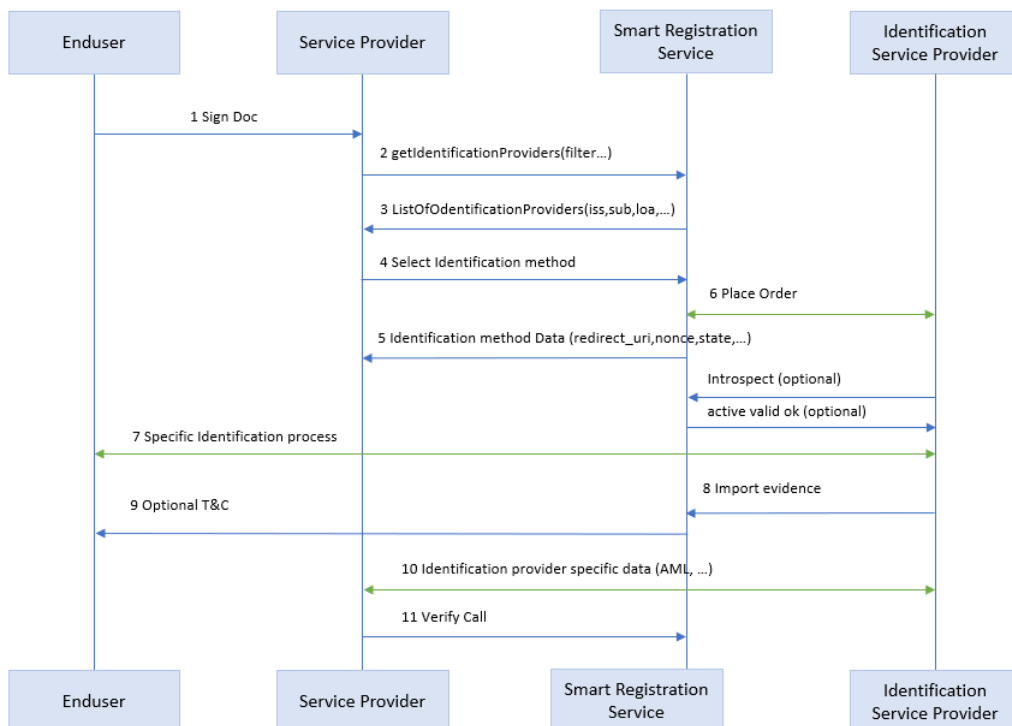 Enduser
Service Provider
Smart Registration
Service
Identification
Service Provider
1 Sign Doc
2 getIdentificationProviders(filter...)
3 ListOfOdentificationProviders(iss,sub,loa,...)
4 Select Identification method
6 Place Order
5 Identification method Data (redirect_uri,nonce,state,...)
Introspect (optional)
active valid ok (optional)
7 Specific Identification process
8 Import evidence
9 Optional T&C
10 Identification provider specific data (AML, ...)
11 Verify Call
Enduser
Service Provider
Smart Registration
Service
Identification
Service Provider